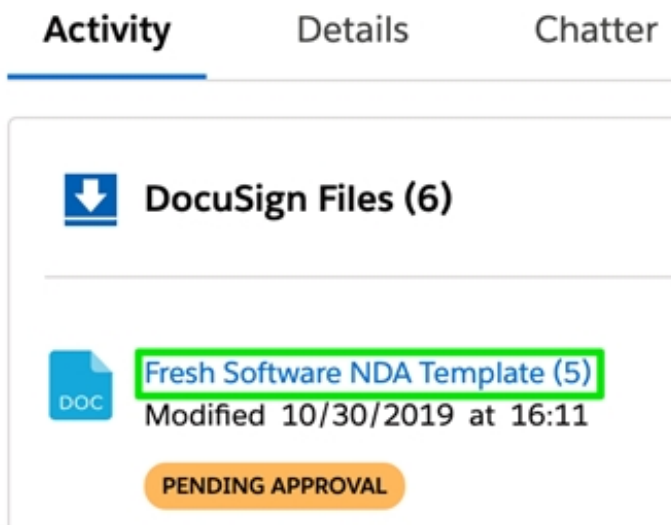 Activity Details Chatter
DocuSign Files (6)
Fresh Software NDA Template (5)
DOC
Modified 10/30/2019 at 16:11
PENDING APPROVAL